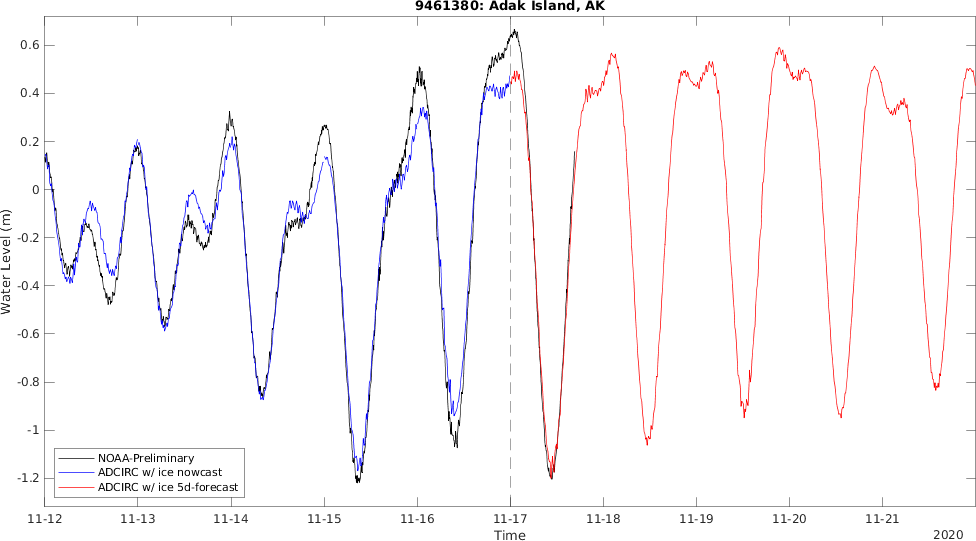 9461380: Adak Island, AK
Water Level (m)
0.6
0.4
0.2
0
-0.2
-0.4
-0.6
-0.8
-1
-1.2
NOAA-Preliminary
ADCIRC w/ ice nowcast
ADCIRC w/ ice 5d-forecast
11-12 11-13 11-14 11-15 11-16 11-17 11-18 11-19 11-20 11-21
Time
2020